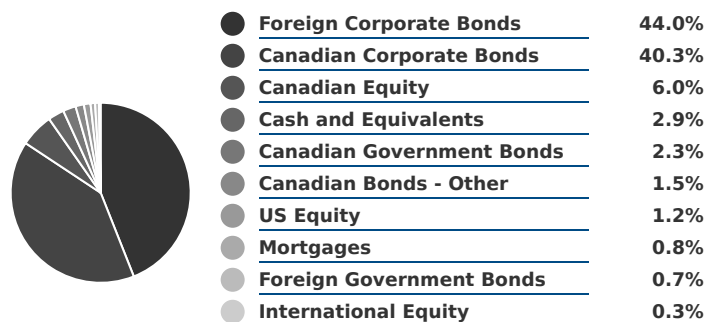 Foreign Corporate Bonds 44.0%
Canadian Corporate Bonds 40.3%
Canadian Equity 6.0%
Cash and Equivalents 2.9%
Canadian Government Bonds 2.3%
Canadian Bonds - Other 1.5%
US Equity 1.2%
Mortgages 0.8%
Foreign Government Bonds 0.7%
International Equity 0.3%